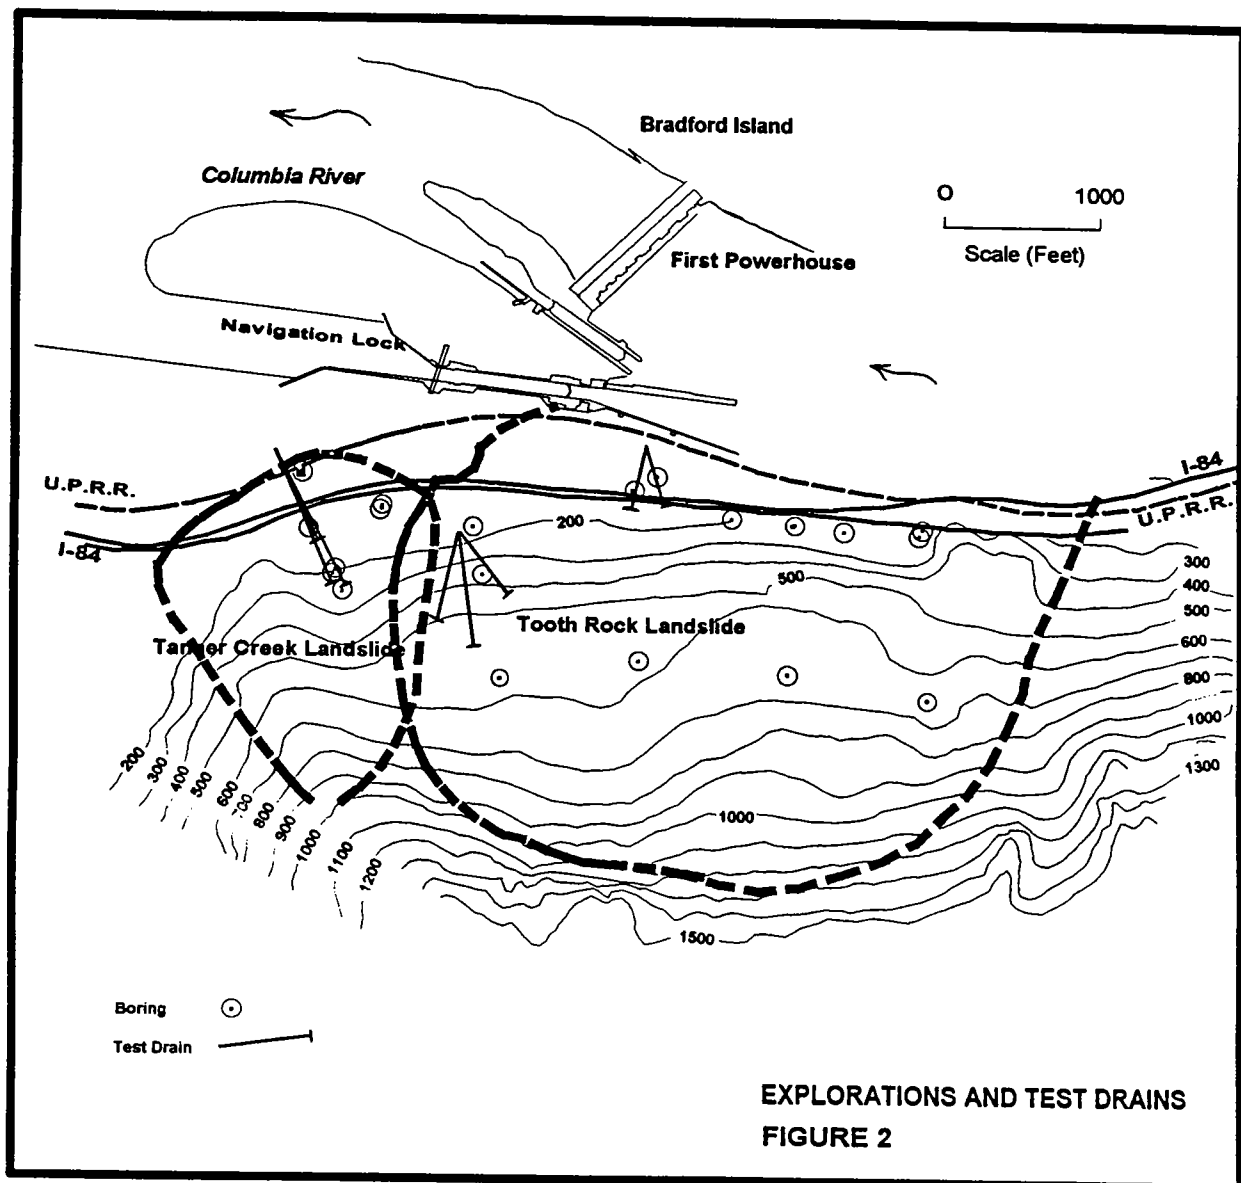 Bradford Island
Columbia River
O 1000
Scale (Feet)
First Powerhouse
Navigation Lock
U.P.R.R.
I-84
I-84
U.P.R.R.
200
500
300
400
500
600
800
1000
1300
Tooth Rock Landslide
Tanner Creek Landslide
200
300
400
500
600
700
800
900
1000
1100
1200
1000
1500
Boring
Test Drain
EXPLORATIONS AND TEST DRAINS
FIGURE 2